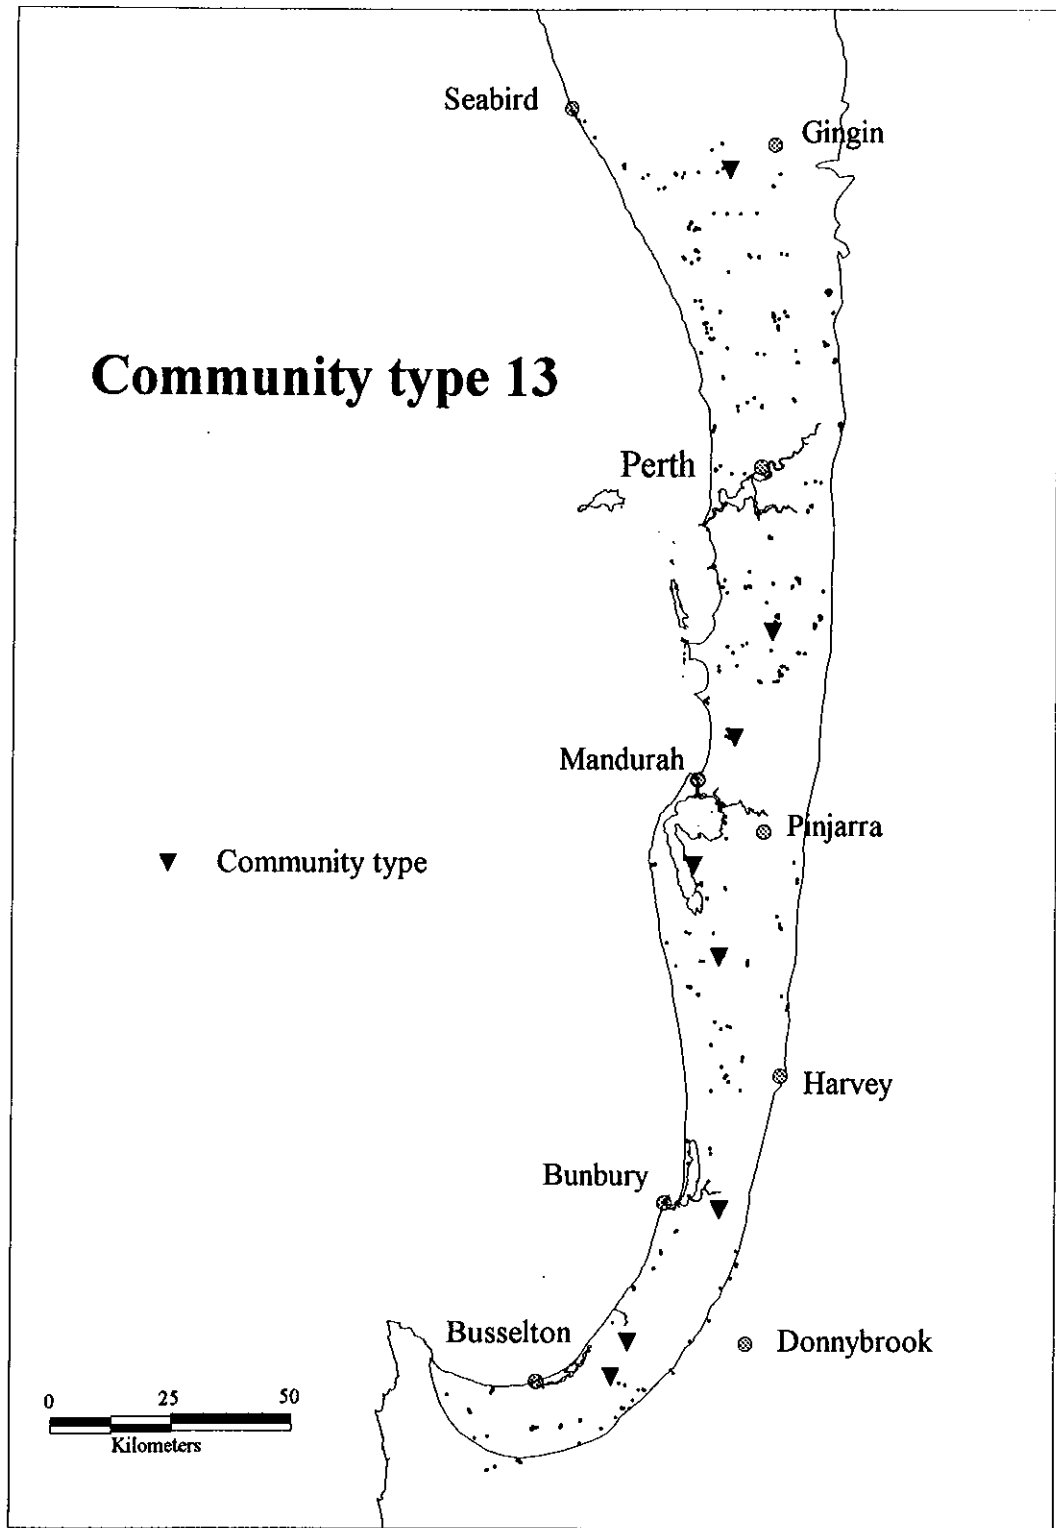 Seabird
Gingin
Community type 13
Perth
Mandurah
Pinjarra
Community type
Harvey
Bunbury
Busselton
Donnybrook
0 25 50
Kilometers